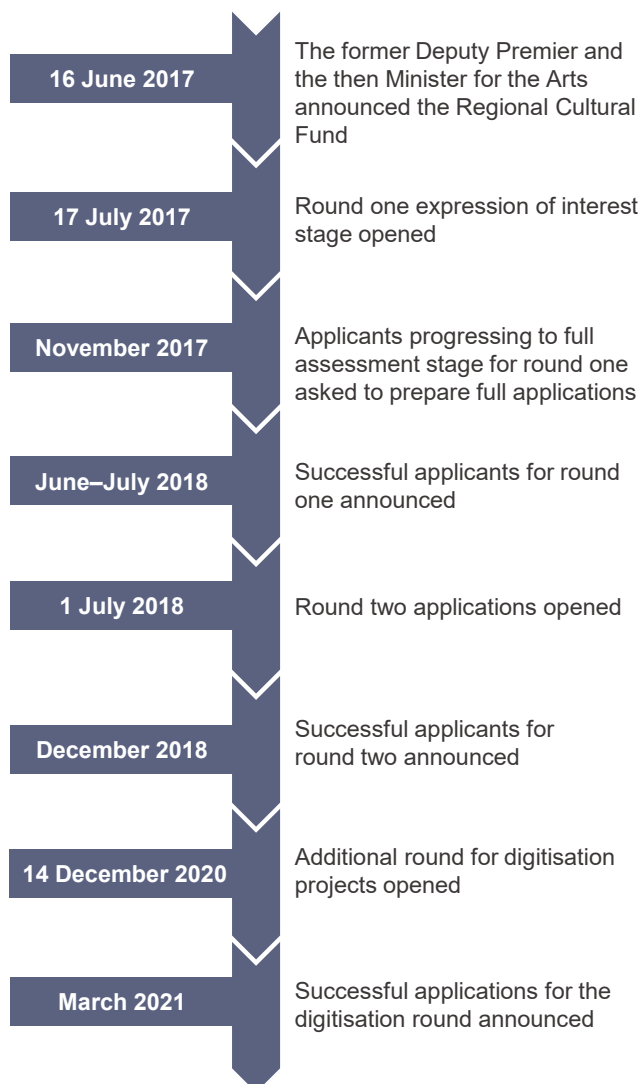 16 June 2017
The former Deputy Premier and
the then Minister for the Arts
announced the Regional Cultural
Fund
17 July 2017
Round one expression of interest
stage opened
November 2017
Applicants progressing to full
assessment stage for round one
asked to prepare full applications
June–July 2018
Successful applicants for round
one announced
1 July 2018
Round two applications opened
December 2018
Successful applicants for
round two announced
14 December 2020
Additional round for digitisation
projects opened
March 2021
Successful applications for the
digitisation round announced